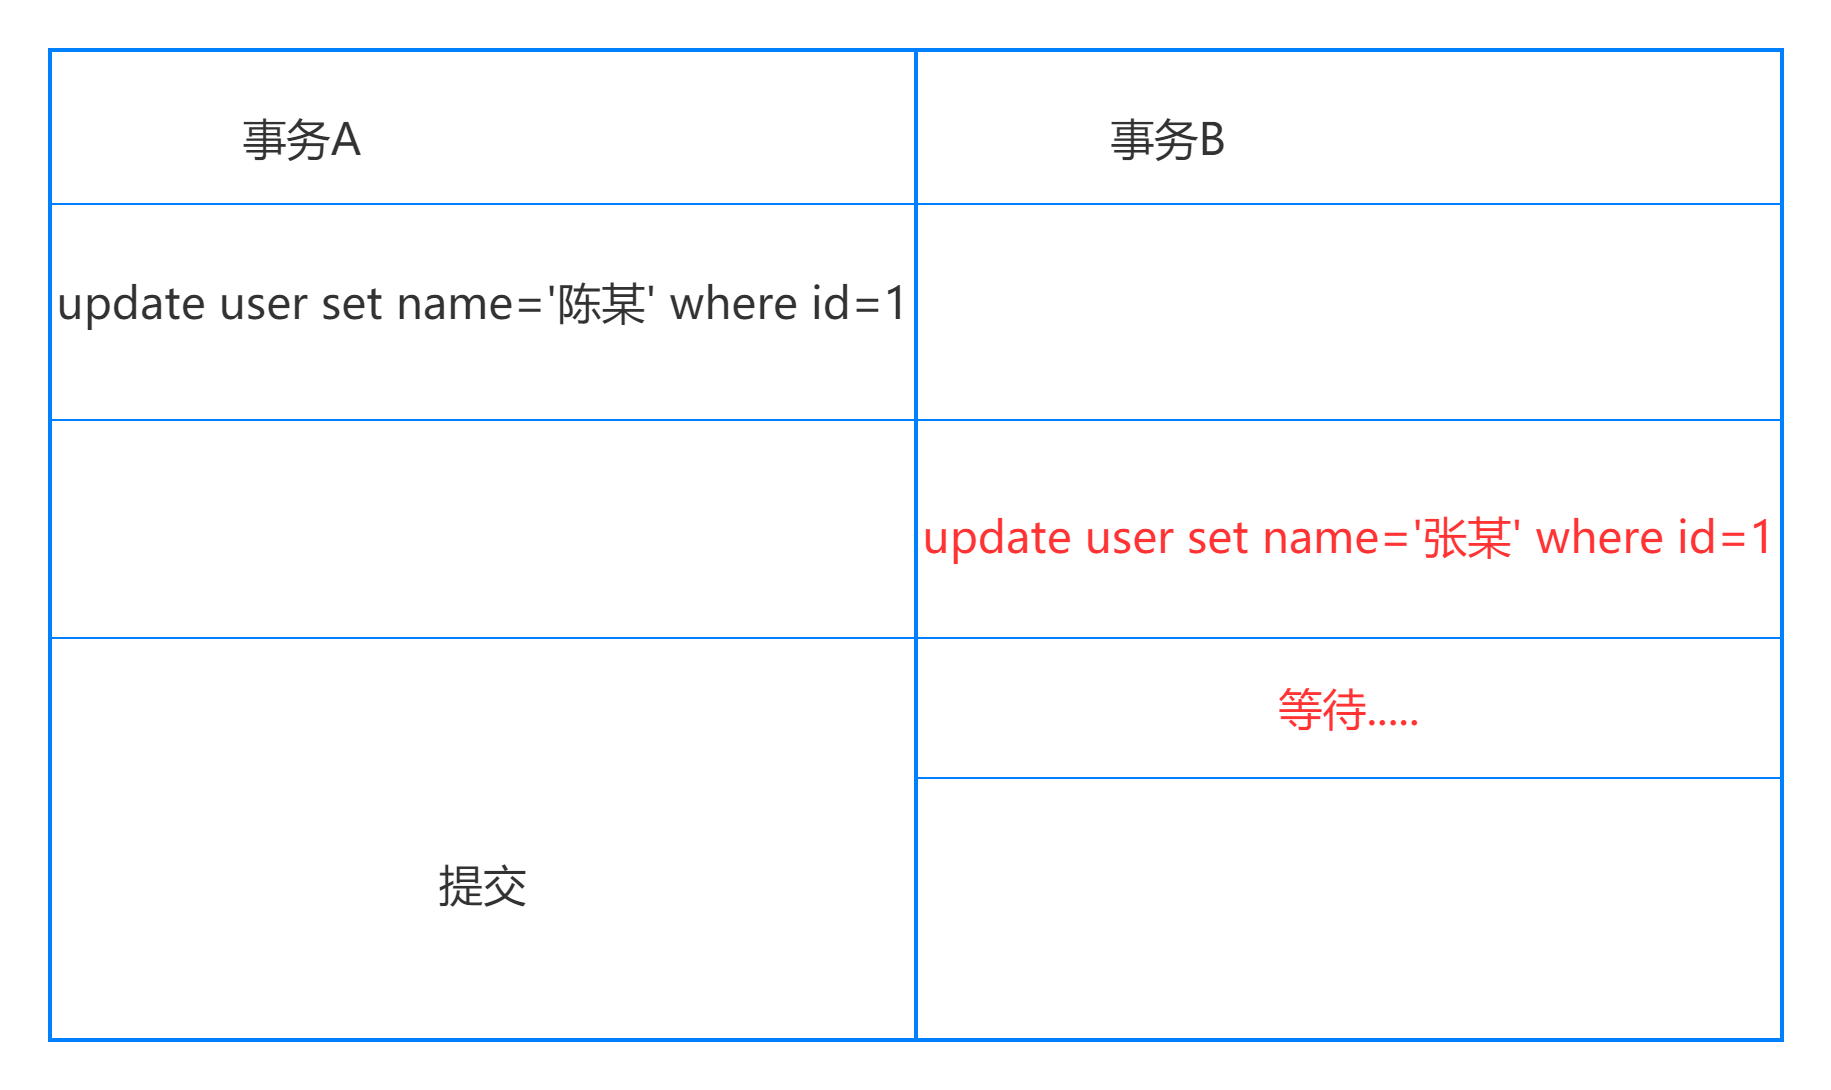 事务A
事务B
update user set name='陈某' where id=1
update user set name='张某' where id=1
等待.....
提交